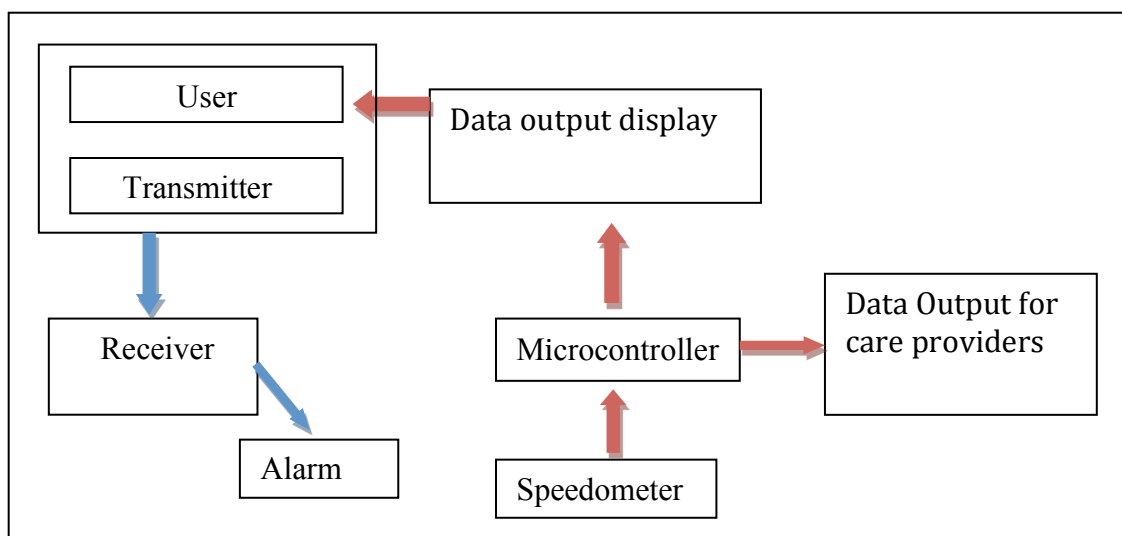 User
Data output display
Transmitter
Data Output for
care providers
Receiver
Microcontroller
Alarm
Speedometer